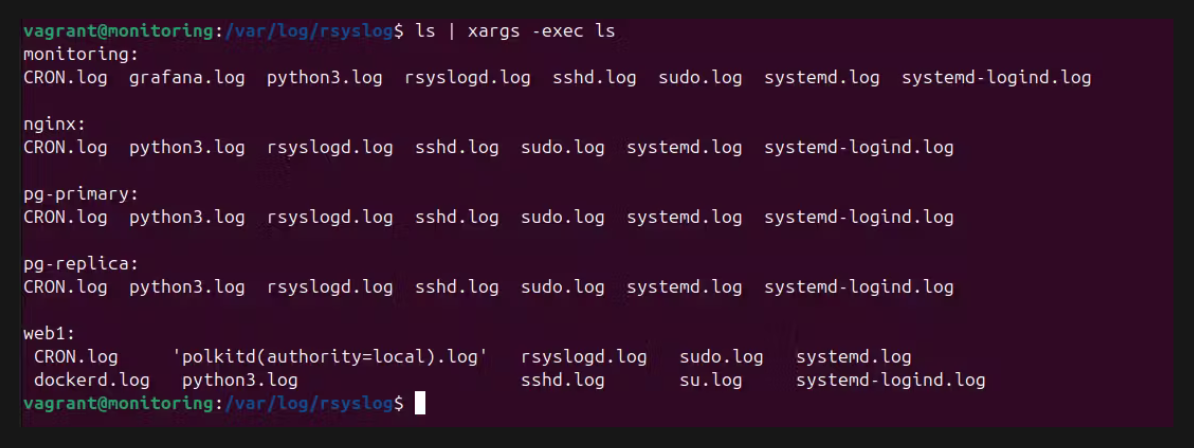 vagrant@monitoring:/var/log/rsyslog$ ls | xargs -exec ls
monitoring:
CRON.log  grafana.log  python3.log  rsyslogd.log  sshd.log  sudo.log  systemd.log  systemd-logind.log

nginx:
CRON.log  python3.log  rsyslogd.log  sshd.log  sudo.log  systemd.log  systemd-logind.log

pg-primary:
CRON.log  python3.log  rsyslogd.log  sshd.log  sudo.log  systemd.log  systemd-logind.log

pg-replica:
CRON.log  python3.log  rsyslogd.log  sshd.log  sudo.log  systemd.log  systemd-logind.log

web1:
 CRON.log     'polkitd(authority=local).log'   rsyslogd.log   sudo.log   systemd.log
 dockerd.log   python3.log                     sshd.log       su.log     systemd-logind.log
vagrant@monitoring:/var/log/rsyslog$